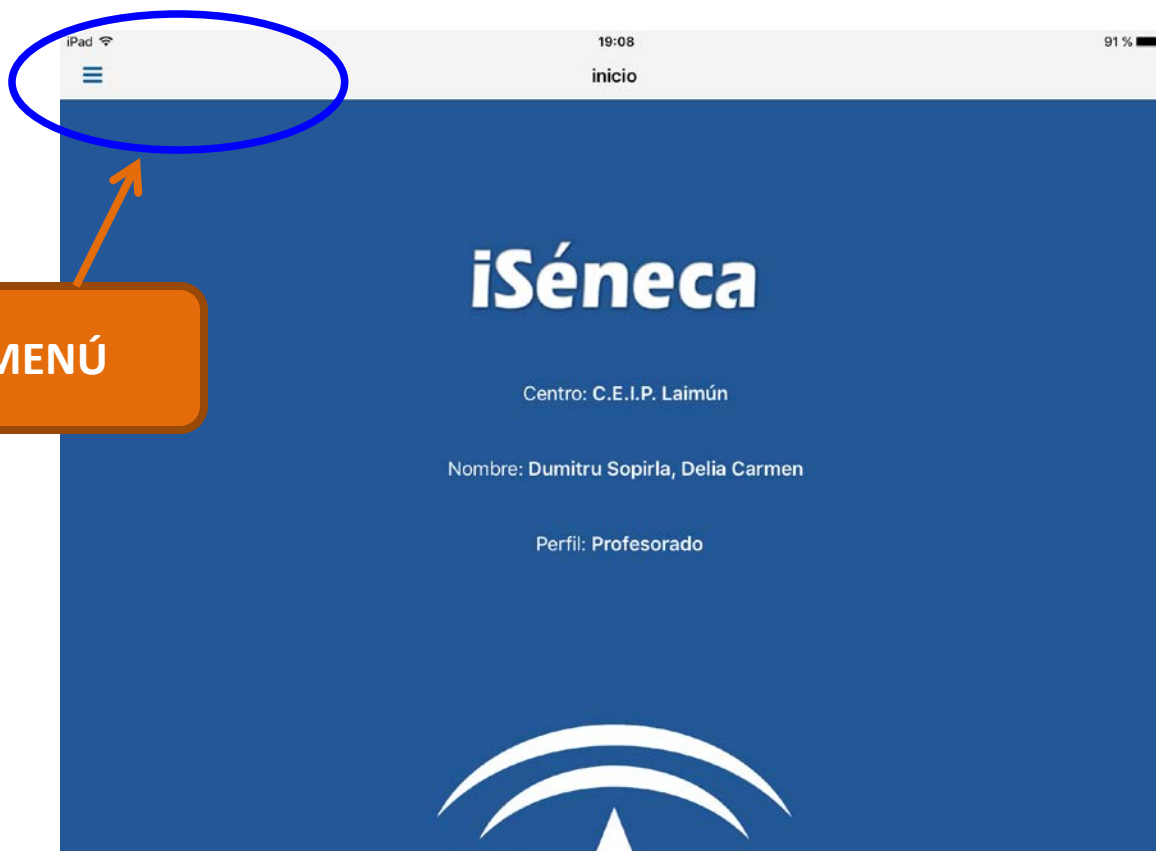 iPad 19:08 91 %
inicio
iSéneca
MENÚ
Centro: C.E.I.P. Laimún
Nombre: Dumitru Sopirla, Delia Carmen
Perfil: Profesorado